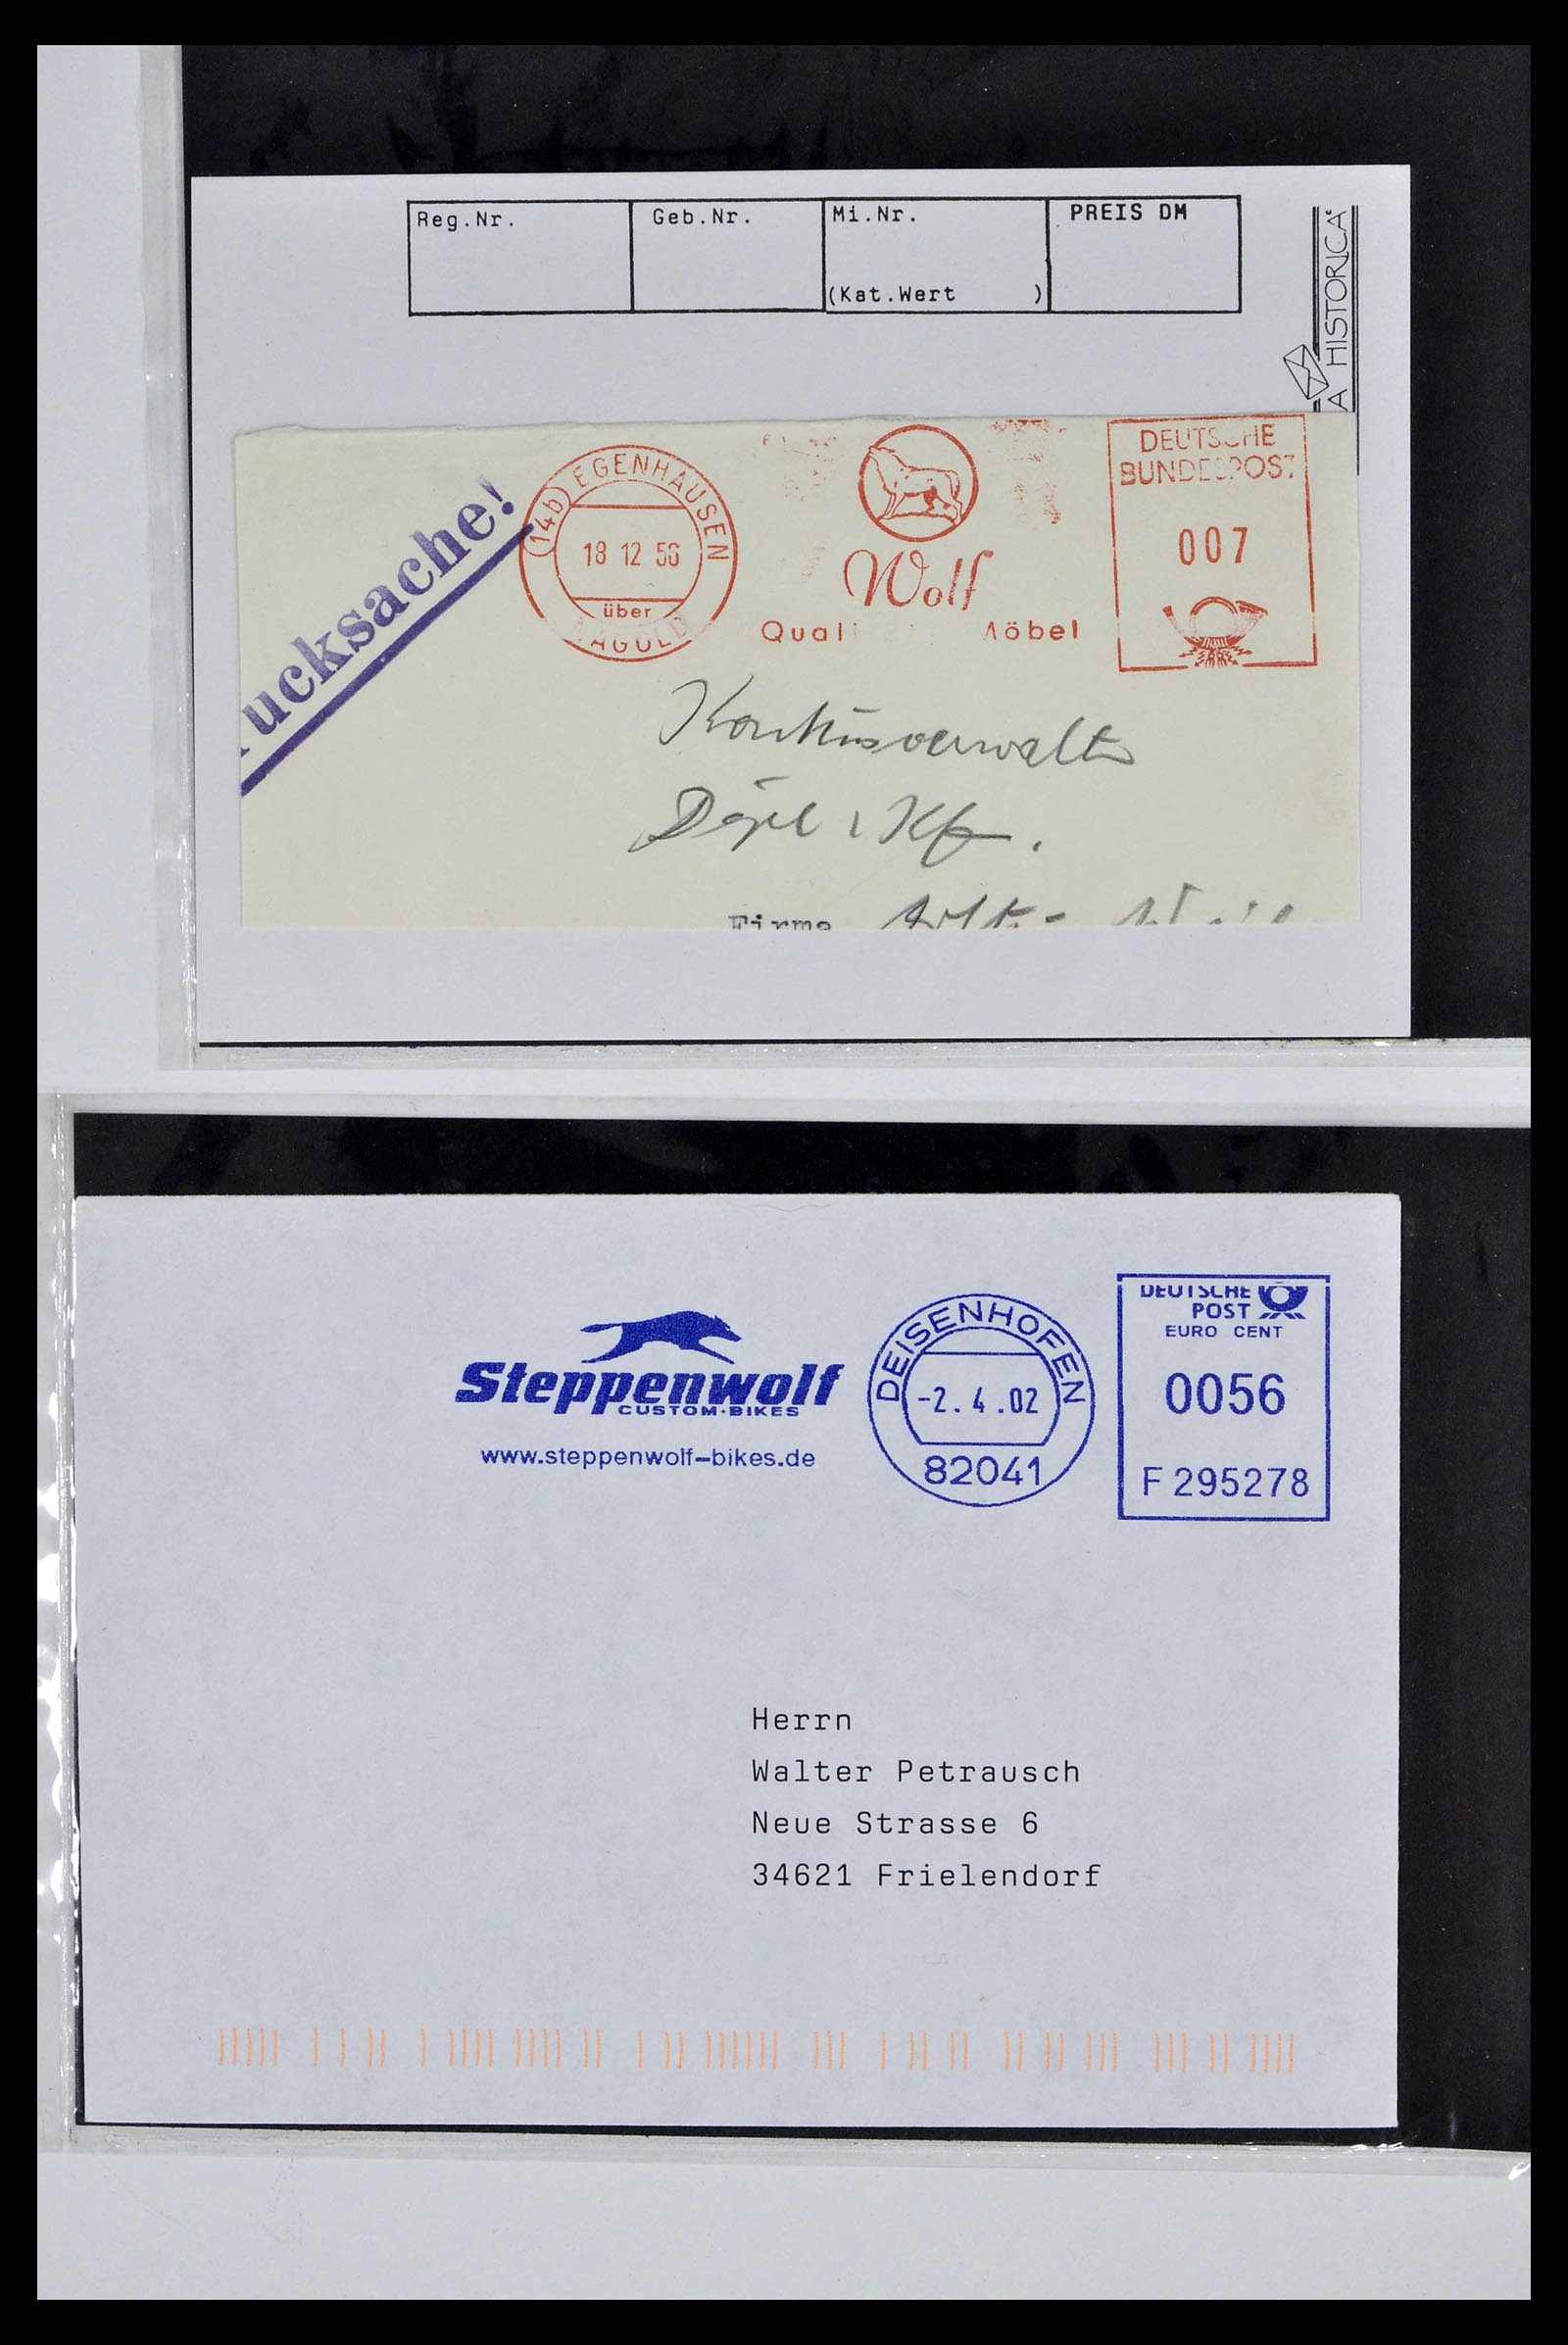 Reg.Nr. Geb.Nr. Mi.Nr. PREIS DM
(Kat.Wert )
A HISTORICA
ucksache!
(14b) EGENHAUSEN
18 12 56
über
Wolf
Quali öbel
DEUTSCHE
BUNDESPOST
007
Firma
Steppenwolf
CUSTOM·BIKES
www.steppenwolf-bikes.de
DEISENHOFEN
-2. 4.02
82041
DEUTSCHE
POST
EURO CENT
0056
F 295278
Herrn
Walter Petrausch
Neue Strasse 6
34621 Frielendorf